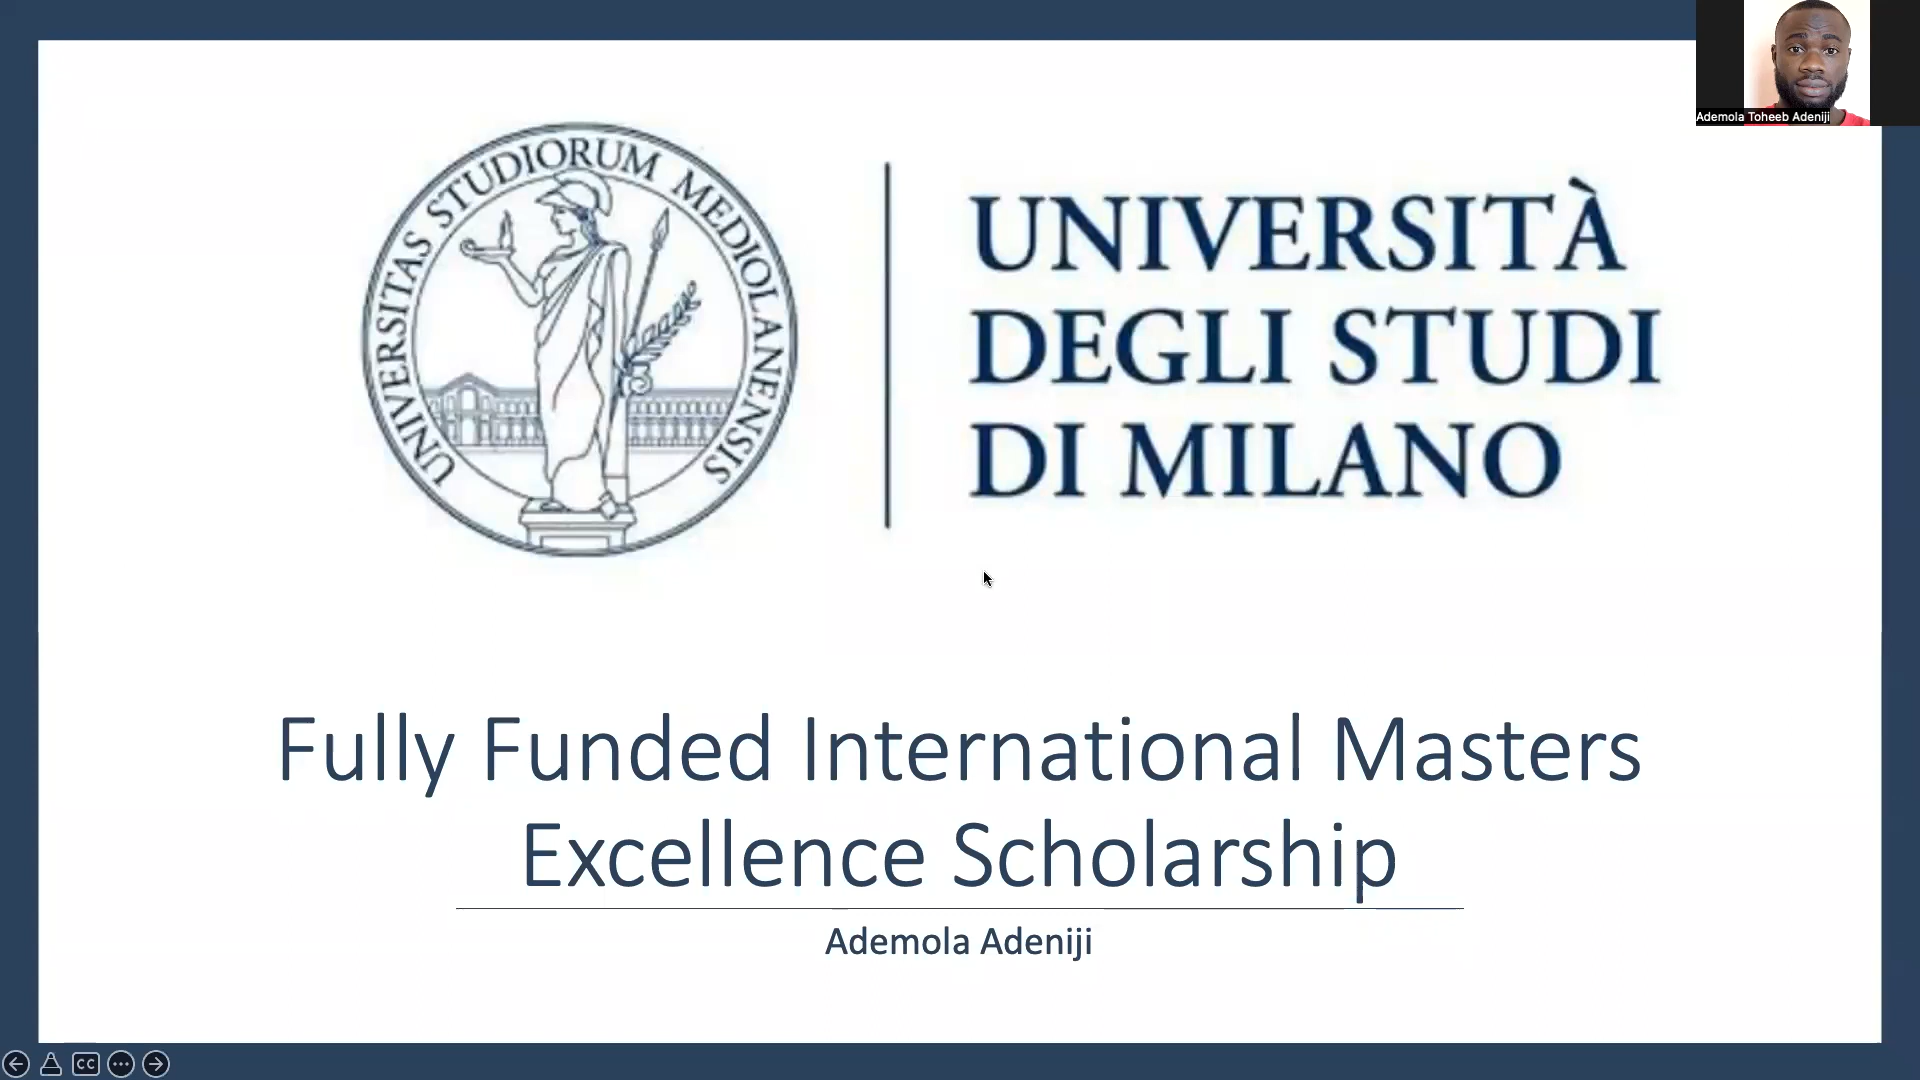 Ademola Toheeb Adeniji
UNIVERSITAS STUDIORUM MEDIOLANENSIS
UNIVERSITÀ
DEGLI STUDI
DI MILANO
Fully Funded International Masters
Excellence Scholarship
Ademola Adeniji
CC